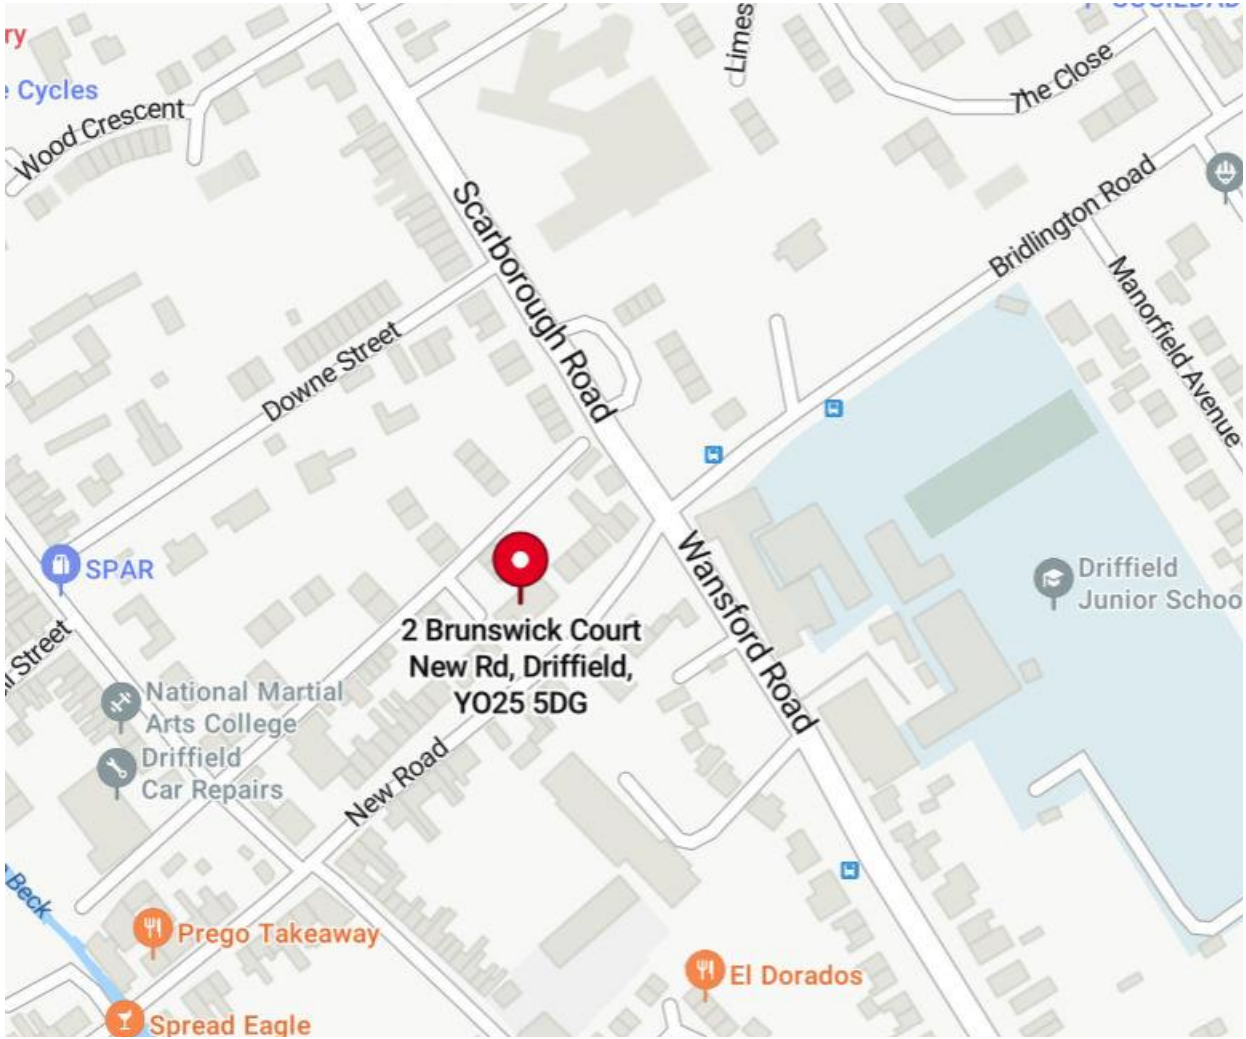 ry
Cycles
Wood Crescent
Limes
The Close
Scarborough Road
Bridlington Road
Manorfield Avenue
Downe Street
SPAR
Street
2 Brunswick Court
New Rd, Driffield,
YO25 5DG
Wansford Road
Driffield
Junior Schoo
National Martial
Arts College
Driffield
Car Repairs
New Road
Beck
Prego Takeaway
El Dorados
Spread Eagle